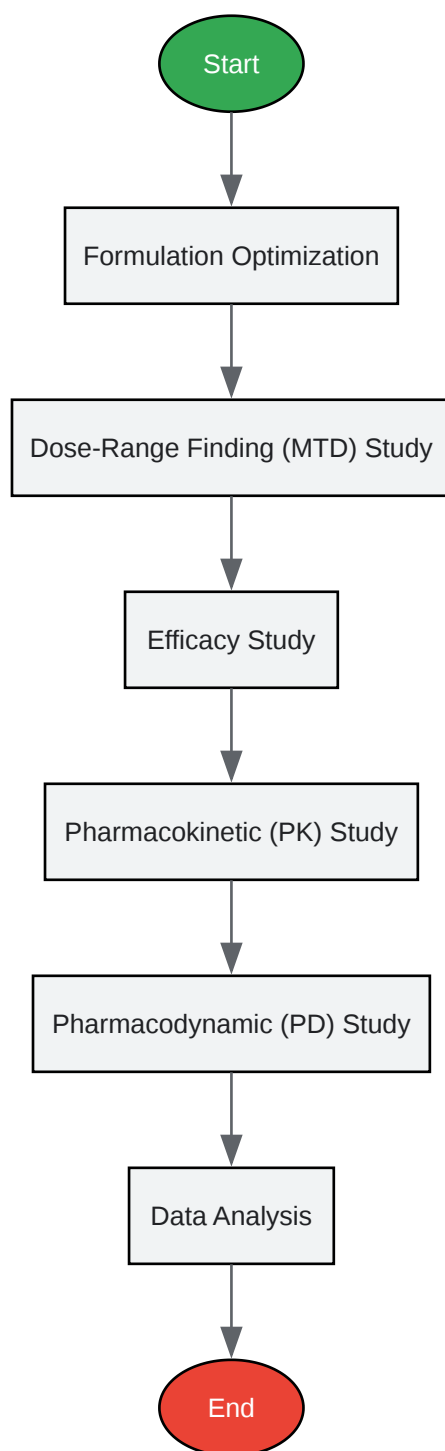 Start
Formulation Optimization
Dose-Range Finding (MTD) Study
Efficacy Study
Pharmacokinetic (PK) Study
Pharmacodynamic (PD) Study
Data Analysis
End